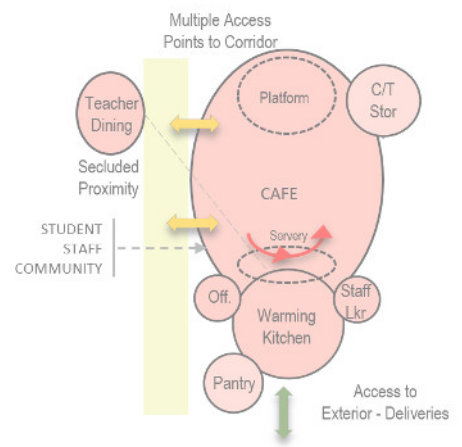 Multiple Access
Points to Corridor
Platform
C/T
Stor
Teacher
Dining
Secluded
Proximity
CAFE
STUDENT
STAFF
COMMUNITY
Servery
Off.
Staff
Lkr
Warming
Kitchen
Pantry
Access to
Exterior - Deliveries